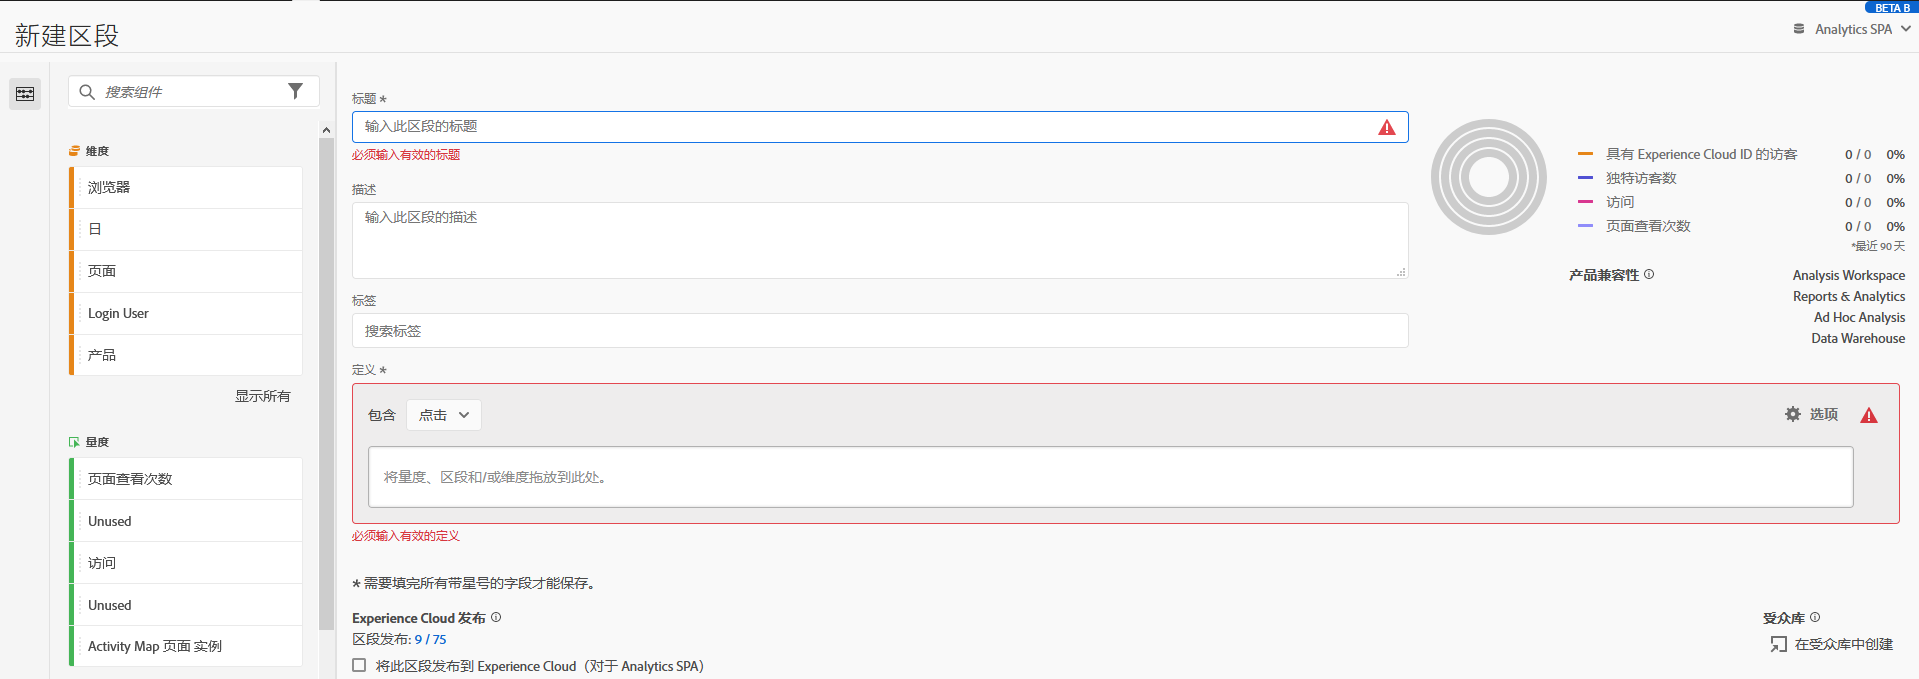 BETA B
新建区段
Analytics SPA
搜索组件
维度
浏览器
日
页面
Login User
产品
显示所有
量度
页面查看次数
Unused
访问
Unused
Activity Map 页面 实例
标题 *
输入此区段的标题
必须输入有效的标题
描述
输入此区段的描述
标签
搜索标签
定义 *
包含 点击
选项
将量度、区段和/或维度拖放到此处。
必须输入有效的定义
* 需要填完所有带星号的字段才能保存。
Experience Cloud 发布
区段发布: 9 / 75
将此区段发布到 Experience Cloud（对于 Analytics SPA）
具有 Experience Cloud ID 的访客 0 / 0 0%
独特访客数 0 / 0 0%
访问 0 / 0 0%
页面查看次数 0 / 0 0%
*最近 90 天
产品兼容性
Analysis Workspace
Reports & Analytics
Ad Hoc Analysis
Data Warehouse
受众库
在受众库中创建